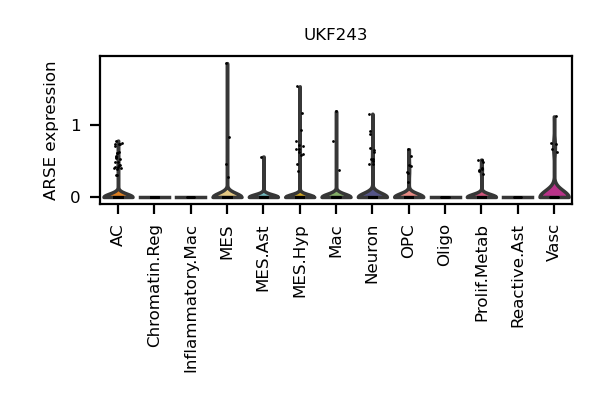 UKF243
ARSE expression
1
0
AC
Chromatin.Reg
Inflammatory.Mac
MES
MES.Ast
MES.Hyp
Mac
Neuron
OPC
Oligo
Prolif.Metab
Reactive.Ast
Vasc